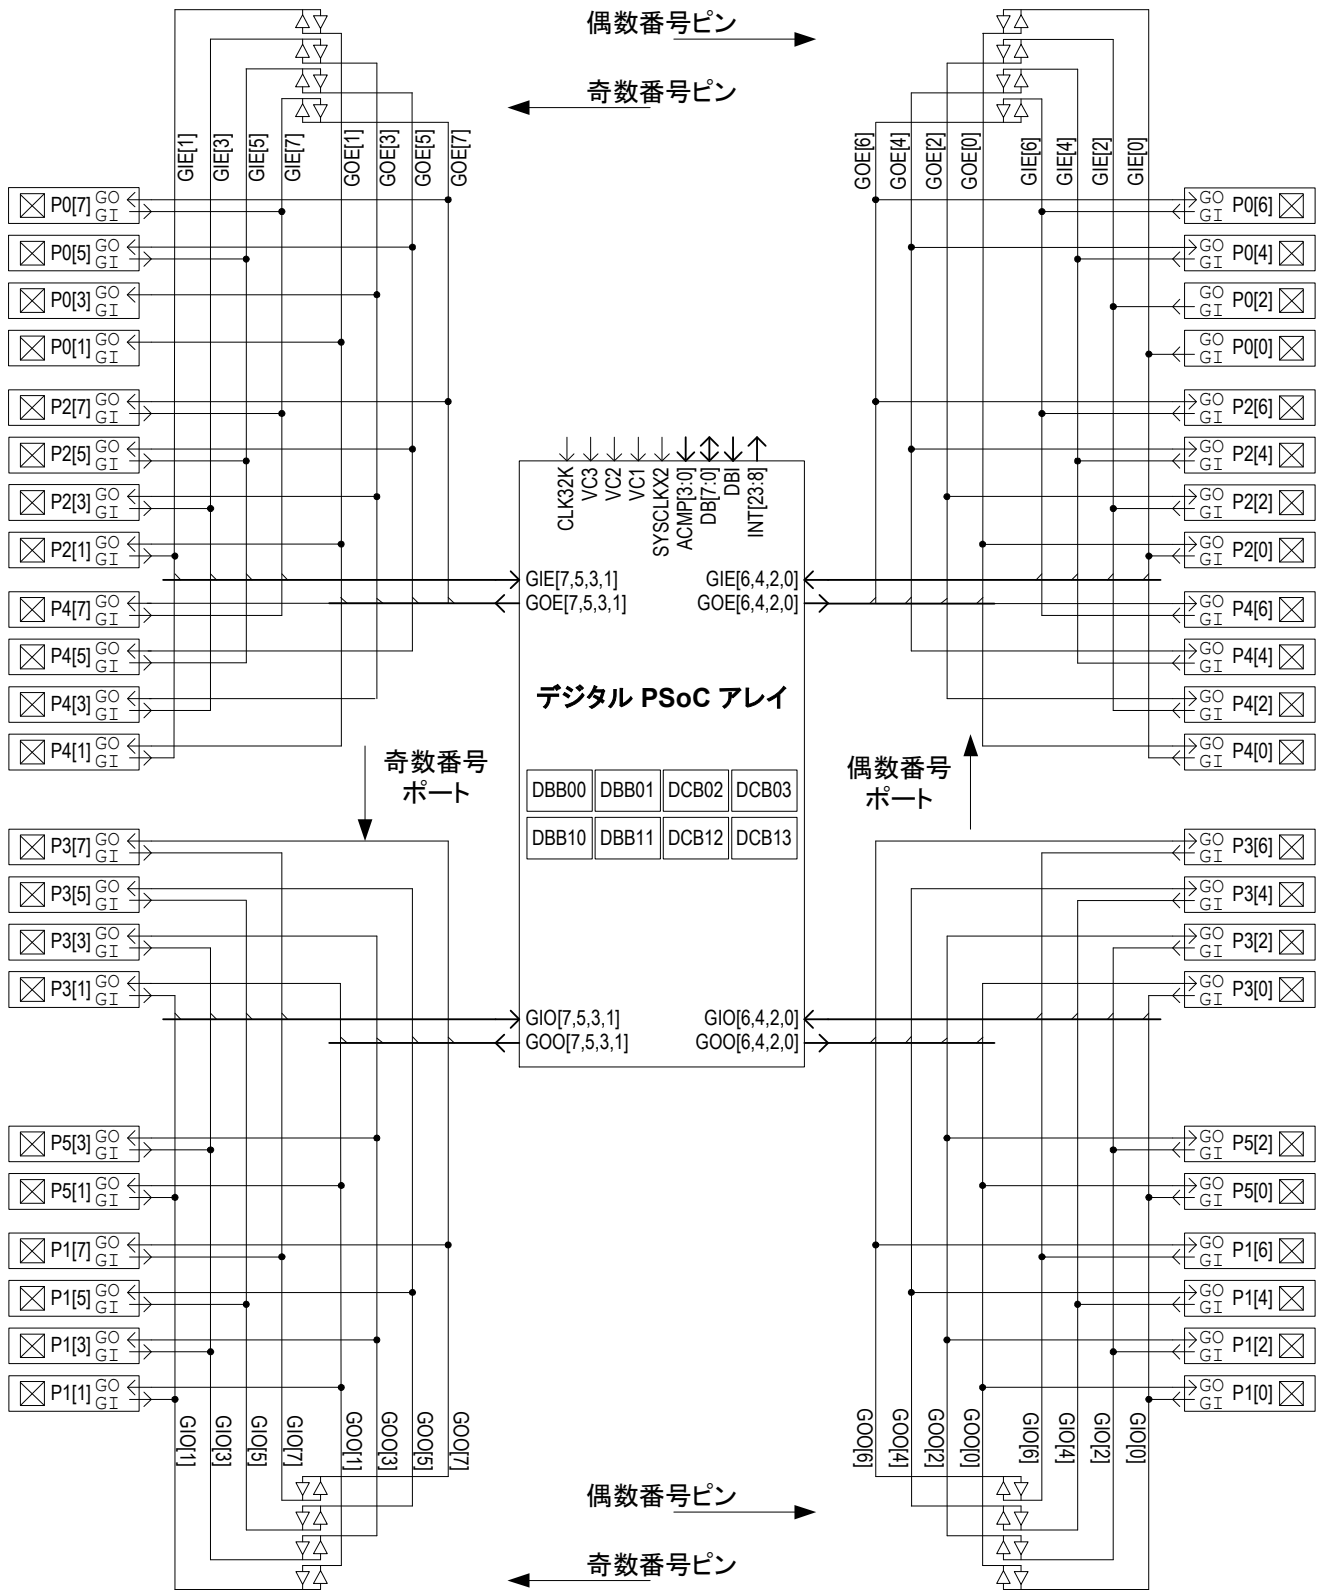 偶数番号ピン
奇数番号ピン
GIE[1]
GIE[3]
GIE[5]
GIE[7]
GOE[1]
GOE[3]
GOE[5]
GOE[7]
GOE[6]
GOE[4]
GOE[2]
GOE[0]
GIE[6]
GIE[4]
GIE[2]
GIE[0]
P0[7] GO GI
P0[5] GO GI
P0[3] GO GI
P0[1] GO GI
P2[7] GO GI
P2[5] GO GI
P2[3] GO GI
P2[1] GO GI
P4[7] GO GI
P4[5] GO GI
P4[3] GO GI
P4[1] GO GI
GO GI P0[6]
GO GI P0[4]
GO GI P0[2]
GO GI P0[0]
GO GI P2[6]
GO GI P2[4]
GO GI P2[2]
GO GI P2[0]
GO GI P4[6]
GO GI P4[4]
GO GI P4[2]
GO GI P4[0]
CLK32K
VC3
VC2
VC1
SYSCLKX2
ACMP[3:0]
DB[7:0]
DBI
INT[23:8]
GIE[7,5,3,1]
GOE[7,5,3,1]
GIE[6,4,2,0]
GOE[6,4,2,0]
デジタル PSoC アレイ
奇数番号
ポート
偶数番号
ポート
DBB00 DBB01 DCB02 DCB03
DBB10 DBB11 DCB12 DCB13
GIO[7,5,3,1]
GOO[7,5,3,1]
GIO[6,4,2,0]
GOO[6,4,2,0]
P3[7] GO GI
P3[5] GO GI
P3[3] GO GI
P3[1] GO GI
P5[3] GO GI
P5[1] GO GI
P1[7] GO GI
P1[5] GO GI
P1[3] GO GI
P1[1] GO GI
GO GI P3[6]
GO GI P3[4]
GO GI P3[2]
GO GI P3[0]
GO GI P5[2]
GO GI P5[0]
GO GI P1[6]
GO GI P1[4]
GO GI P1[2]
GO GI P1[0]
GIO[1]
GIO[3]
GIO[5]
GIO[7]
GOO[1]
GOO[3]
GOO[5]
GOO[7]
GOO[6]
GOO[4]
GOO[2]
GOO[0]
GIO[6]
GIO[4]
GIO[2]
GIO[0]
偶数番号ピン
奇数番号ピン